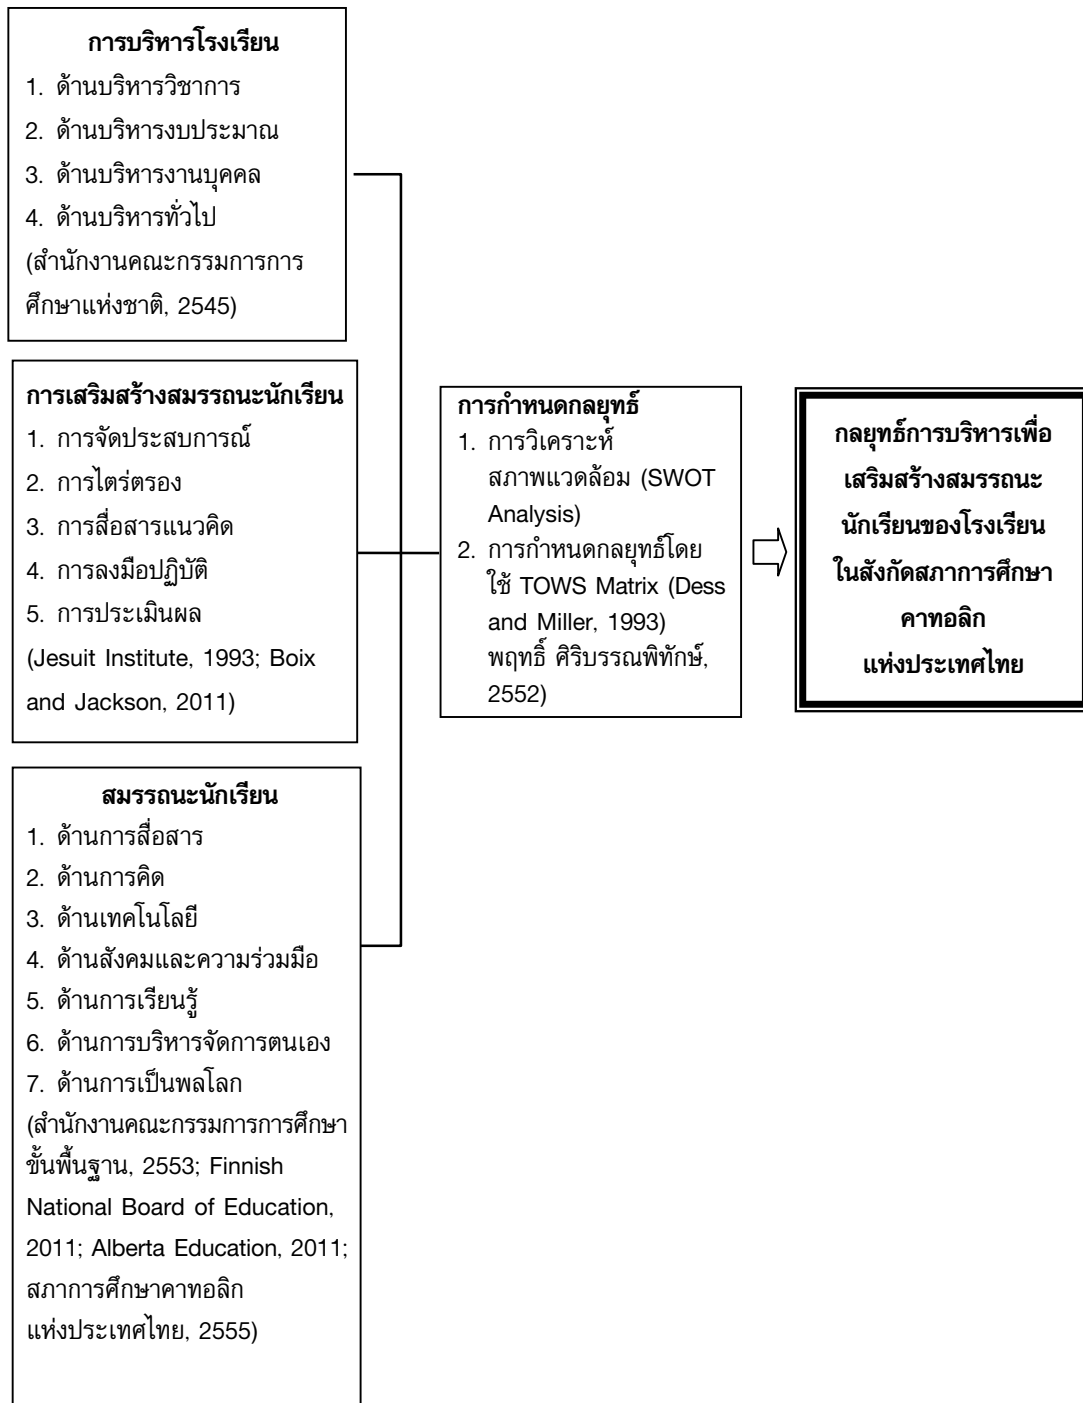 การบริหารโรงเรียน
1. ด้านบริหารวิชาการ
2. ด้านบริหารงบประมาณ
3. ด้านบริหารงานบุคคล
4. ด้านบริหารทั่วไป
(สำนักงานคณะกรรมการการ
ศึกษาแห่งชาติ, 2545)
การเสริมสร้างสมรรถนะนักเรียน
1. การจัดประสบการณ์
2. การไตร่ตรอง
3. การสื่อสารแนวคิด
4. การลงมือปฏิบัติ
5. การประเมินผล
(Jesuit Institute, 1993; Boix
and Jackson, 2011)
สมรรถนะนักเรียน
1. ด้านการสื่อสาร
2. ด้านการคิด
3. ด้านเทคโนโลยี
4. ด้านสังคมและความร่วมมือ
5. ด้านการเรียนรู้
6. ด้านการบริหารจัดการตนเอง
7. ด้านการเป็นพลโลก
(สำนักงานคณะกรรมการการศึกษา
ขั้นพื้นฐาน, 2553; Finnish
National Board of Education,
2011; Alberta Education, 2011;
สภาการศึกษาคาทอลิก
แห่งประเทศไทย, 2555)
การกำหนดกลยุทธ์
1. การวิเคราะห์
สภาพแวดล้อม (SWOT
Analysis)
2. การกำหนดกลยุทธ์โดย
ใช้ TOWS Matrix (Dess
and Miller, 1993)
พฤทธิ์ ศิริบรรณพิทักษ์,
2552)
กลยุทธ์การบริหารเพื่อ
เสริมสร้างสมรรถนะ
นักเรียนของโรงเรียน
ในสังกัดสภาการศึกษา
คาทอลิก
แห่งประเทศไทย